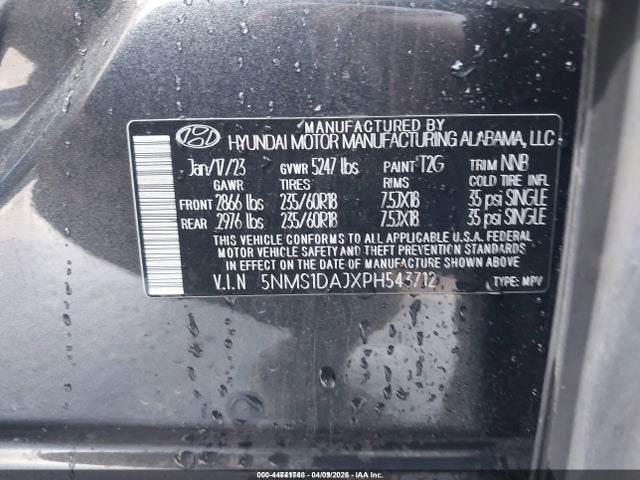 MANUFACTURED BY
HYUNDAI MOTOR MANUFACTURING ALABAMA, LLC
Jan/17/23 GVWR 5247 lbs PAINT T2G TRIM NNB
GAWR TIRES RIMS COLD TIRE INFL
FRONT 2866 lbs 235/60R18 7.5JX18 35 psi SINGLE
REAR 2976 lbs 235/60R18 7.5JX18 35 psi SINGLE
THIS VEHICLE CONFORMS TO ALL APPLICABLE U.S.A. FEDERAL
MOTOR VEHICLE SAFETY AND THEFT PREVENTION STANDARDS
IN EFFECT ON THE DATE OF MANUFACTURE SHOWN ABOVE
V.I.N 5NMS1DAJXPH543712 TYPE: MPV
04/09/2026 - IAA Inc.